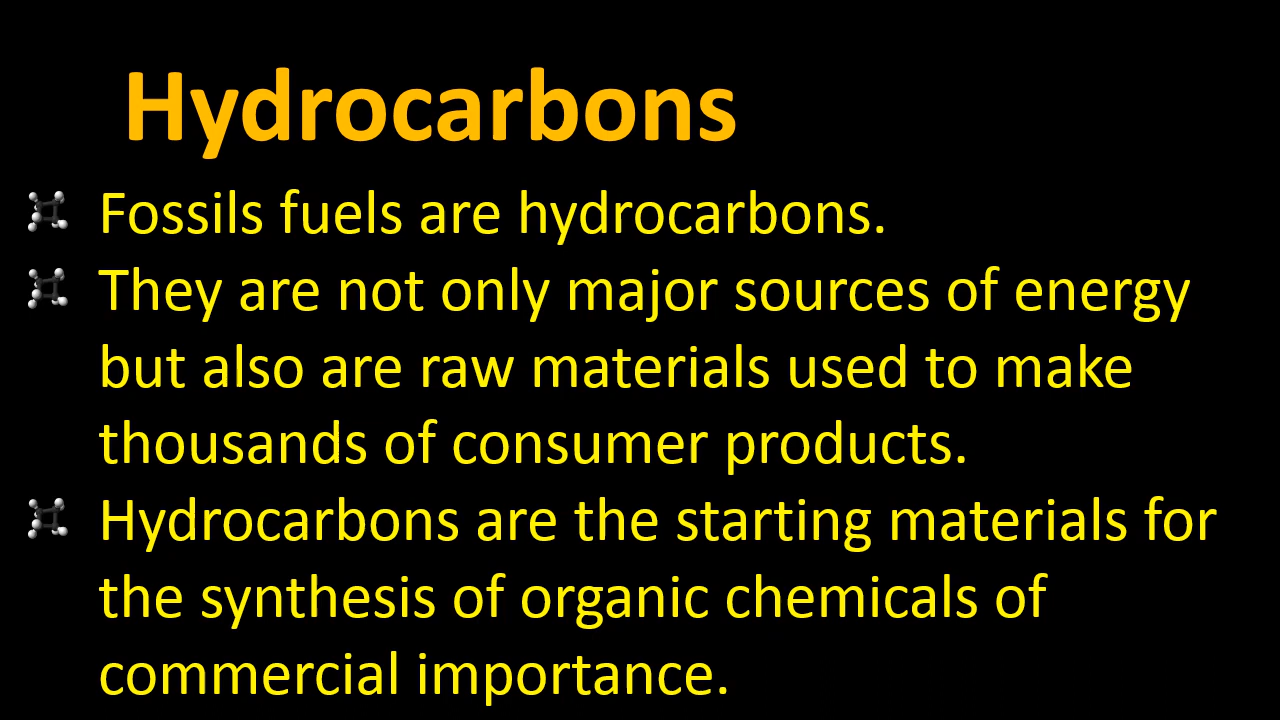 Hydrocarbons
Fossils fuels are hydrocarbons.
They are not only major sources of energy
but also are raw materials used to make
thousands of consumer products.
Hydrocarbons are the starting materials for
the synthesis of organic chemicals of
commercial importance.